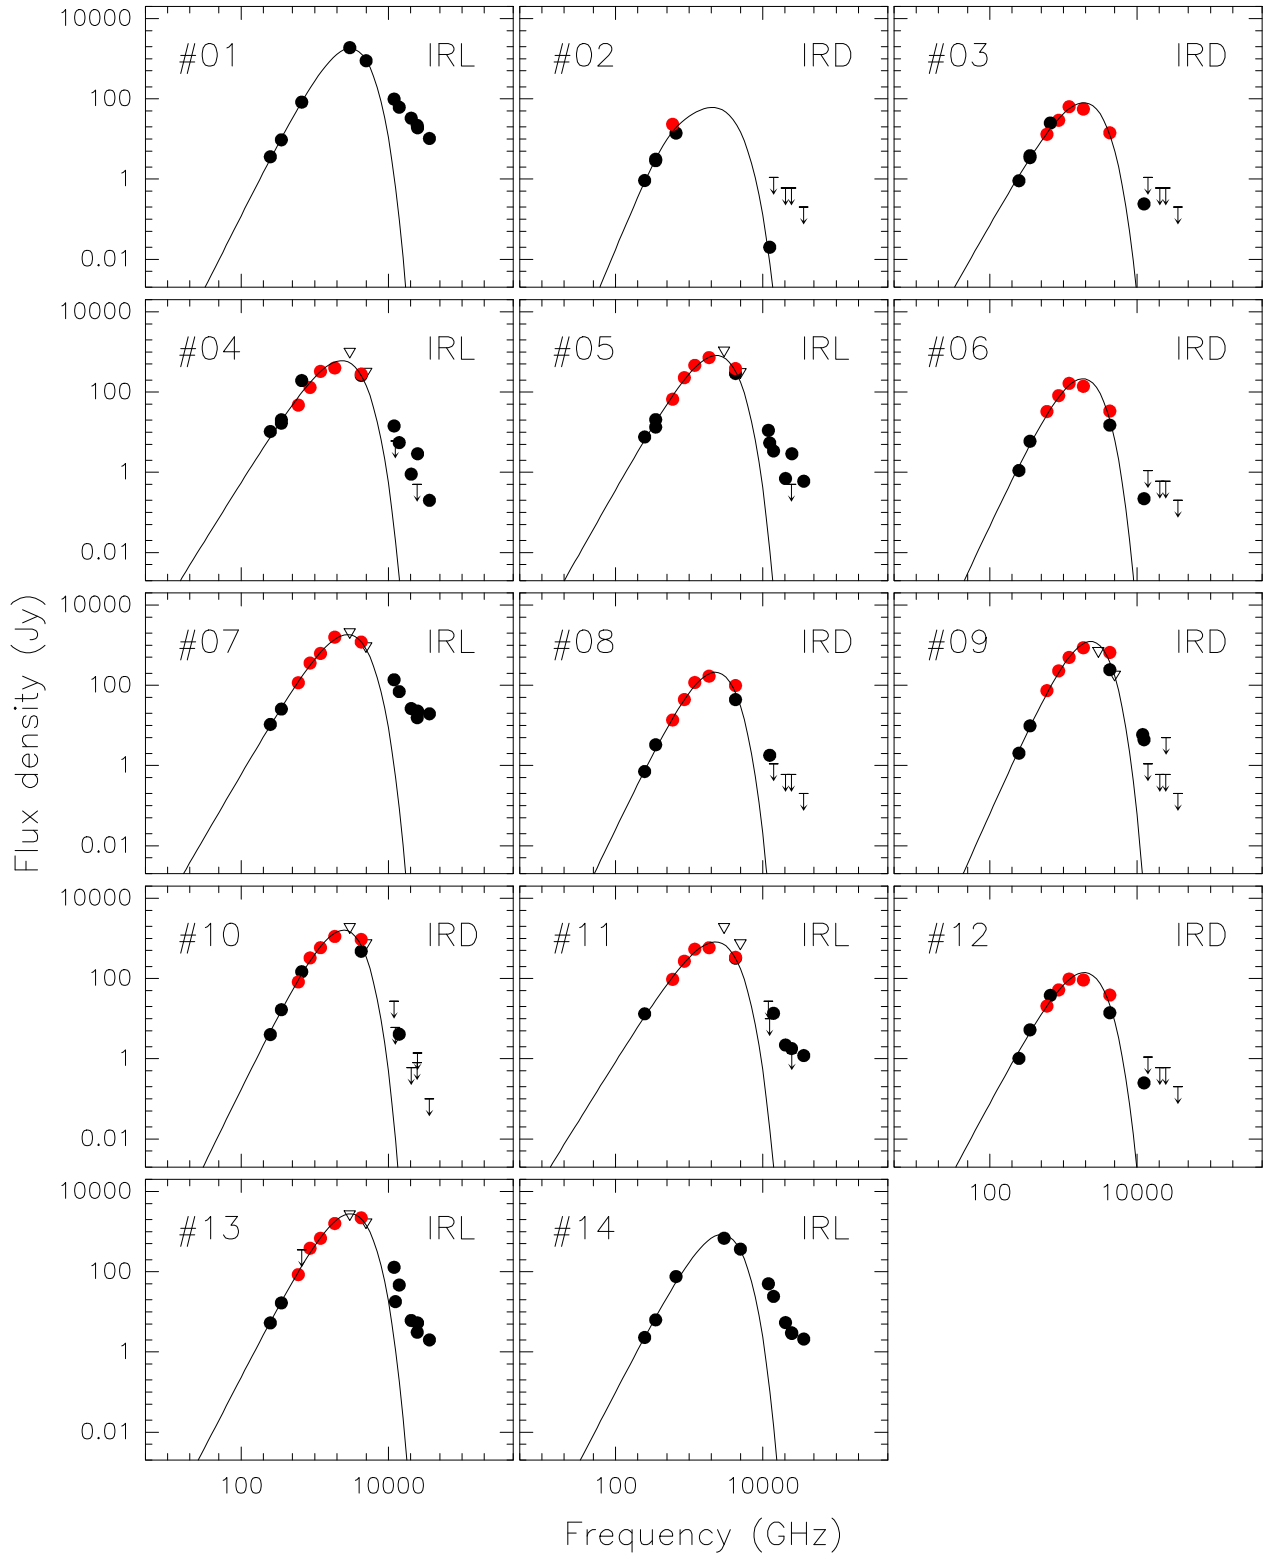 10000
#01 IRL
#02 IRD
#03 IRD
100
1
0.01
10000
#04 IRL
#05 IRL
#06 IRD
100
1
0.01
10000
#07 IRL
#08 IRD
#09 IRD
100
1
0.01
10000
#10 IRD
#11 IRL
#12 IRD
100
1
0.01
100 10000
10000
#13 IRL
#14 IRL
100
1
0.01
100 10000
100 10000
Flux density (Jy)
Frequency (GHz)